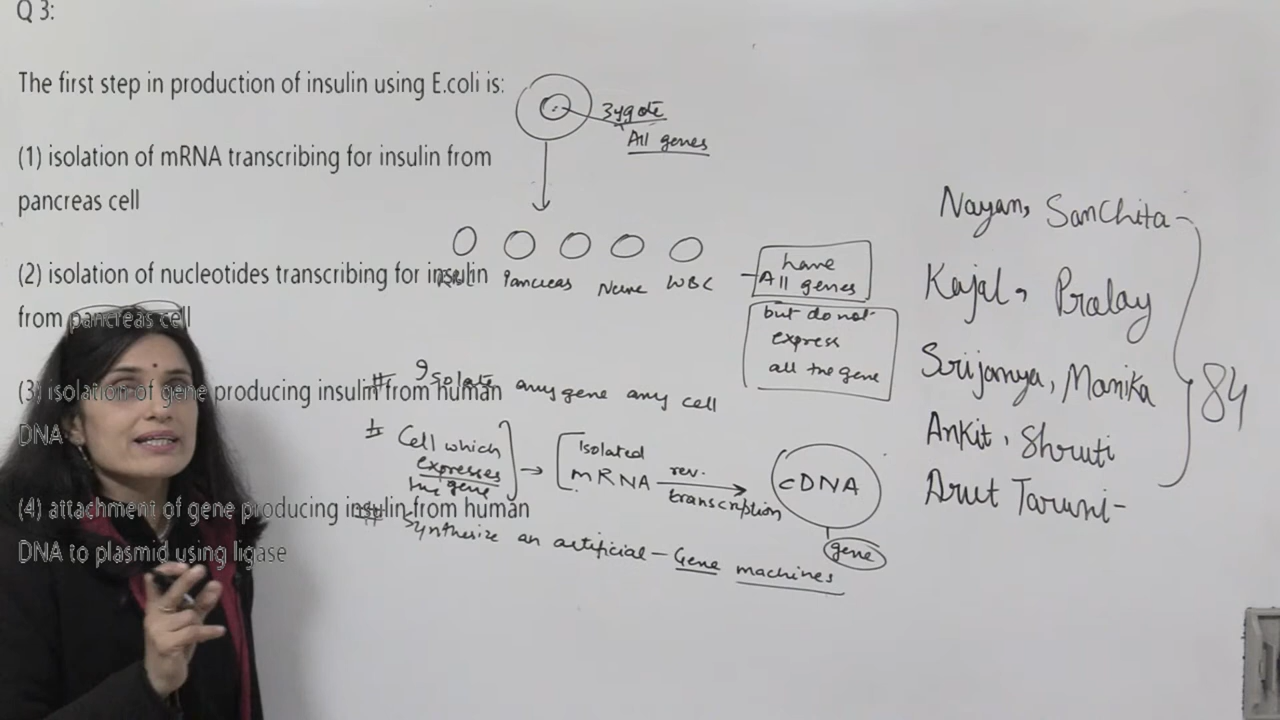 Q 3:
The first step in production of insulin using E.coli is:
(1) isolation of mRNA transcribing for insulin from
pancreas cell
(2) isolation of nucleotides transcribing for insulin
from pancreas cell
(3) isolation of gene producing insulin from human
DNA
(4) attachment of gene producing insulin from human
DNA to plasmid using ligase
zygote
All genes
Pancreas Nerve WBC
have
All genes
but do not
express
all the gene
# Isolate any gene any cell
# Cell which
expresses
the gene
Isolated
mRNA
rev.
transcription
cDNA
gene
# Synthesize an artificial - Gene machines
Nayan, Sanchita -
Kajal, Pralay
Srijanya, Manika
Ankit, Shruti
Arut Taruni -
84